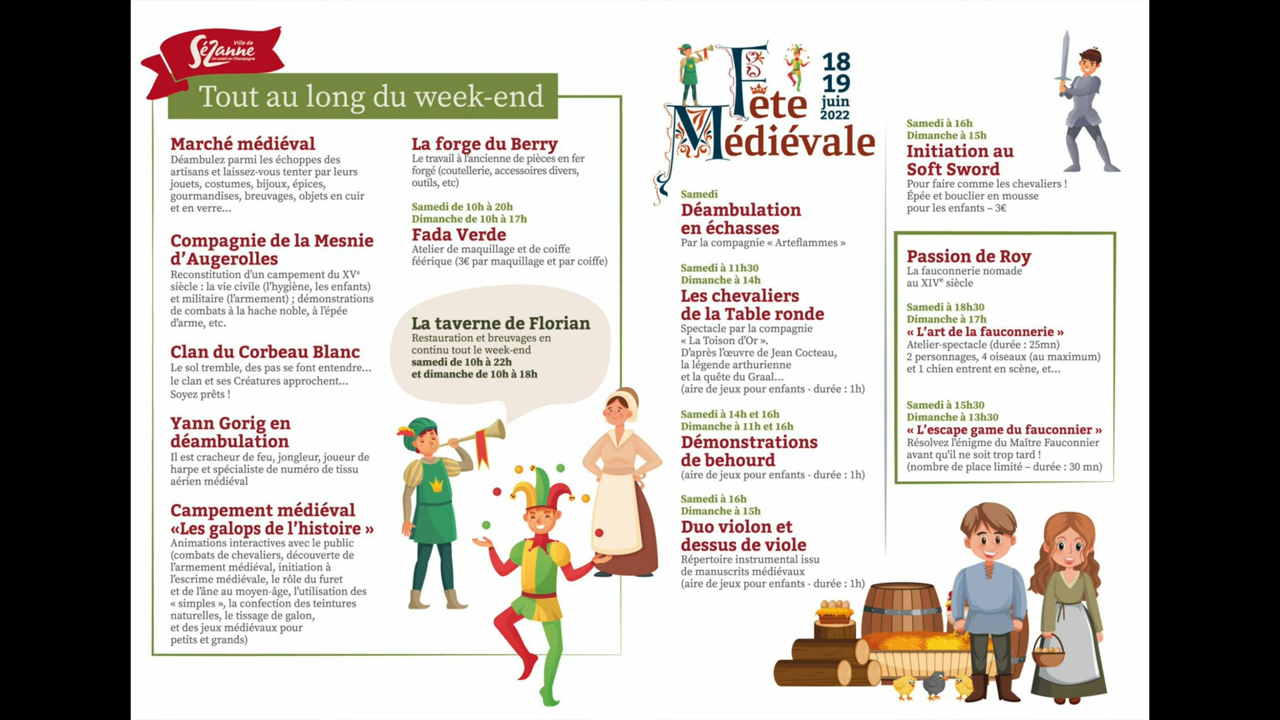 Ville de
Sézanne
Un soleil en Champagne
Tout au long du week-end
Marché médiéval
Déambulez parmi les échoppes des
artisans et laissez-vous tenter par leurs
jouets, costumes, bijoux, épices,
gourmandises, breuvages, objets en cuir
et en verre...
Compagnie de la Mesnie
d’Augerolles
Reconstitution d’un campement du XVᵉ
siècle : la vie civile (l’hygiène, les enfants)
et militaire (l’armement) ; démonstrations
de combats à la hache noble, à l’épée
d’arme, etc.
Clan du Corbeau Blanc
Le sol tremble, des pas se font entendre...
le clan et ses Créatures approchent...
Soyez prêts !
Yann Gorig en
déambulation
Il est cracheur de feu, jongleur, joueur de
harpe et spécialiste de numéro de tissu
aérien médiéval
Campement médiéval
«Les galops de l’histoire »
Animations interactives avec le public
(combats de chevaliers, découverte de
l’armement médiéval, initiation à
l’escrime médiévale, le rôle du furet
et de l’âne au moyen-âge, l’utilisation des
« simples », la confection des teintures
naturelles, le tissage de galon,
et des jeux médiévaux pour
petits et grands)
La forge du Berry
Le travail à l’ancienne de pièces en fer
forgé (coutellerie, accessoires divers,
outils, etc)
Samedi de 10h à 20h
Dimanche de 10h à 17h
Fada Verde
Atelier de maquillage et de coiffe
féérique (3€ par maquillage et par coiffe)
La taverne de Florian
Restauration et breuvages en
continu tout le week-end
samedi de 10h à 22h
et dimanche de 10h à 18h
Fête
Médiévale
18
19
juin
2022
Samedi
Déambulation
en échasses
Par la compagnie « Arteflammes »
Samedi à 11h30
Dimanche à 14h
Les chevaliers
de la Table ronde
Spectacle par la compagnie
« La Toison d’Or ».
D’après l’œuvre de Jean Cocteau,
la légende arthurienne
et la quête du Graal...
(aire de jeux pour enfants - durée : 1h)
Samedi à 14h et 16h
Dimanche à 11h et 16h
Démonstrations
de behourd
(aire de jeux pour enfants - durée : 1h)
Samedi à 16h
Dimanche à 15h
Duo violon et
dessus de viole
Répertoire instrumental issu
de manuscrits médiévaux
(aire de jeux pour enfants - durée : 1h)
Samedi à 16h
Dimanche à 15h
Initiation au
Soft Sword
Pour faire comme les chevaliers !
Épée et bouclier en mousse
pour les enfants – 3€
Passion de Roy
La fauconnerie nomade
au XIVᵉ siècle
Samedi à 18h30
Dimanche à 17h
« L’art de la fauconnerie »
Atelier-spectacle (durée : 25mn)
2 personnages, 4 oiseaux (au maximum)
et 1 chien entrent en scène, et...
Samedi à 15h30
Dimanche à 13h30
« L’escape game du fauconnier »
Résolvez l’énigme du Maître Fauconnier
avant qu’il ne soit trop tard !
(nombre de place limité – durée : 30 mn)